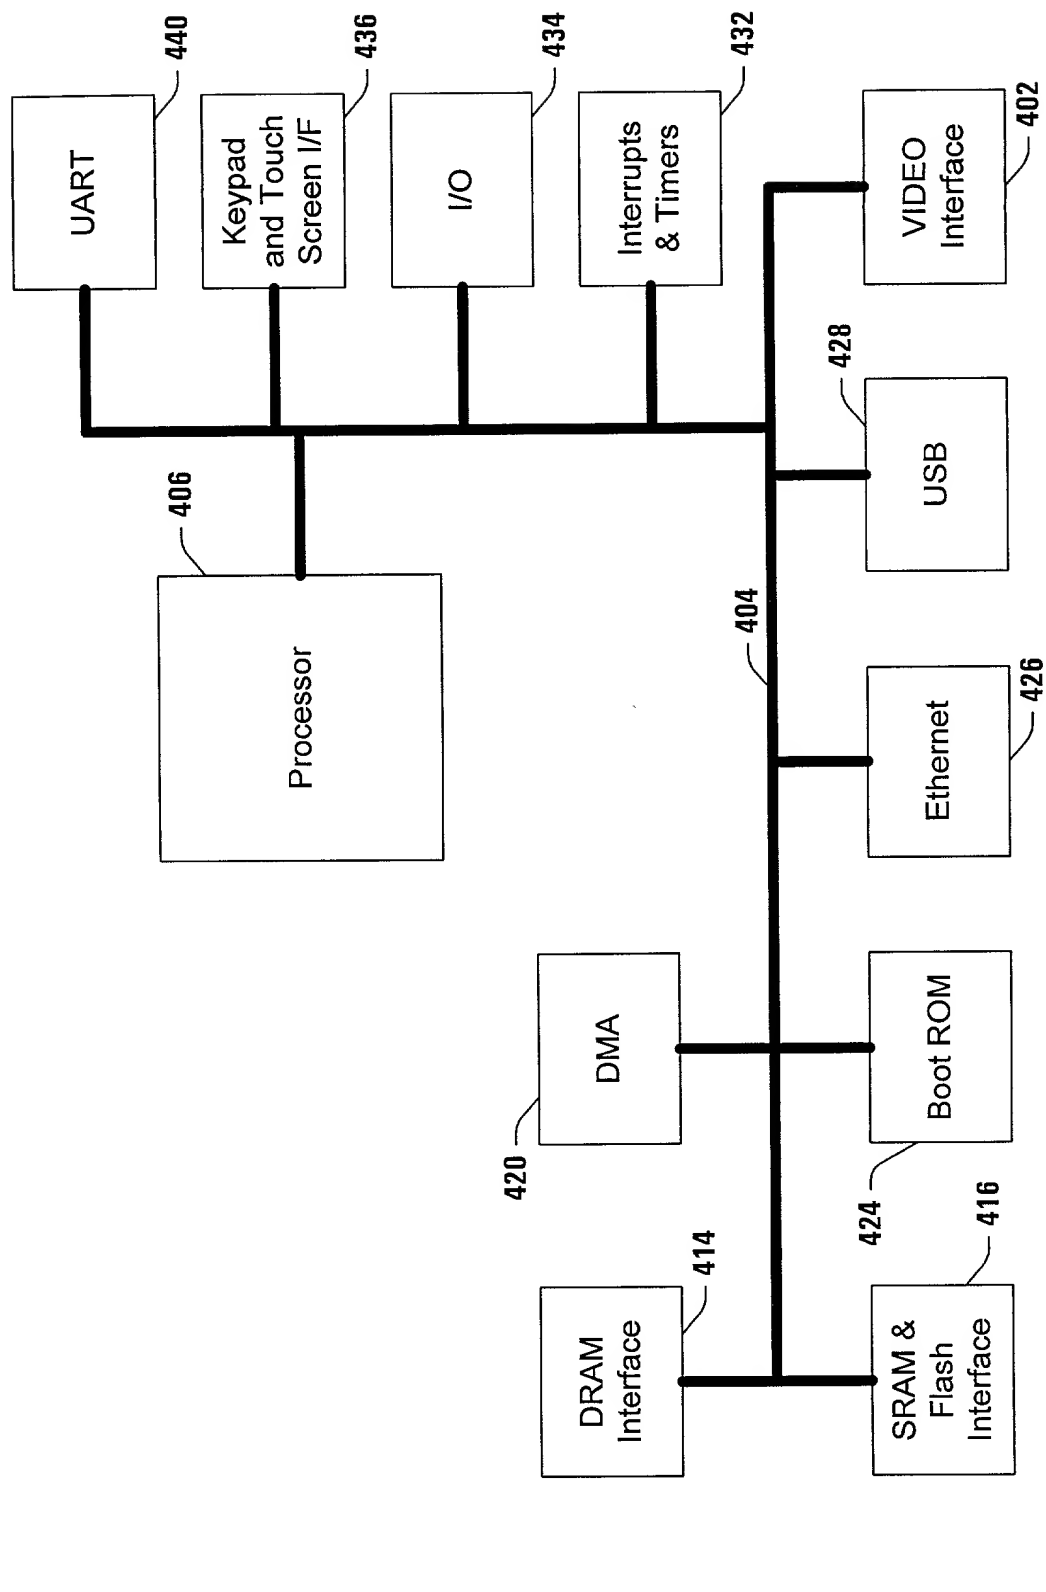 440
UART
436
Keypad
and Touch
Screen I/F
434
I/O
432
Interrupts
& Timers
402
VIDEO
Interface
428
USB
406
Processor
404
426
Ethernet
420
DMA
424
Boot ROM
414
DRAM
Interface
416
SRAM &
Flash
Interface